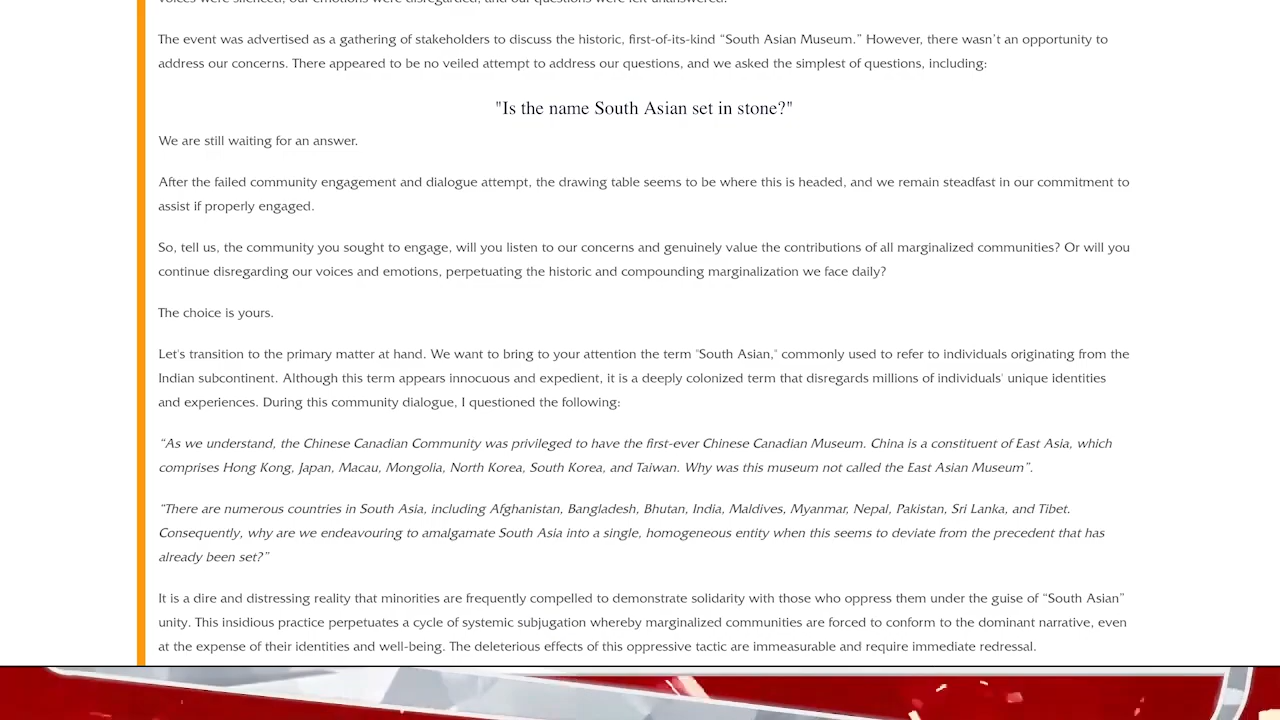 voices were silenced, our emotions were disregarded, and our questions were left unanswered.
The event was advertised as a gathering of stakeholders to discuss the historic, first-of-its-kind “South Asian Museum.” However, there wasn’t an opportunity to
address our concerns. There appeared to be no veiled attempt to address our questions, and we asked the simplest of questions, including:
"Is the name South Asian set in stone?"
We are still waiting for an answer.
After the failed community engagement and dialogue attempt, the drawing table seems to be where this is headed, and we remain steadfast in our commitment to
assist if properly engaged.
So, tell us, the community you sought to engage, will you listen to our concerns and genuinely value the contributions of all marginalized communities? Or will you
continue disregarding our voices and emotions, perpetuating the historic and compounding marginalization we face daily?
The choice is yours.
Let's transition to the primary matter at hand. We want to bring to your attention the term "South Asian," commonly used to refer to individuals originating from the
Indian subcontinent. Although this term appears innocuous and expedient, it is a deeply colonized term that disregards millions of individuals' unique identities
and experiences. During this community dialogue, I questioned the following:
“As we understand, the Chinese Canadian Community was privileged to have the first-ever Chinese Canadian Museum. China is a constituent of East Asia, which
comprises Hong Kong, Japan, Macau, Mongolia, North Korea, South Korea, and Taiwan. Why was this museum not called the East Asian Museum”.
“There are numerous countries in South Asia, including Afghanistan, Bangladesh, Bhutan, India, Maldives, Myanmar, Nepal, Pakistan, Sri Lanka, and Tibet.
Consequently, why are we endeavouring to amalgamate South Asia into a single, homogeneous entity when this seems to deviate from the precedent that has
already been set?”
It is a dire and distressing reality that minorities are frequently compelled to demonstrate solidarity with those who oppress them under the guise of “South Asian”
unity. This insidious practice perpetuates a cycle of systemic subjugation whereby marginalized communities are forced to conform to the dominant narrative, even
at the expense of their identities and well-being. The deleterious effects of this oppressive tactic are immeasurable and require immediate redressal.